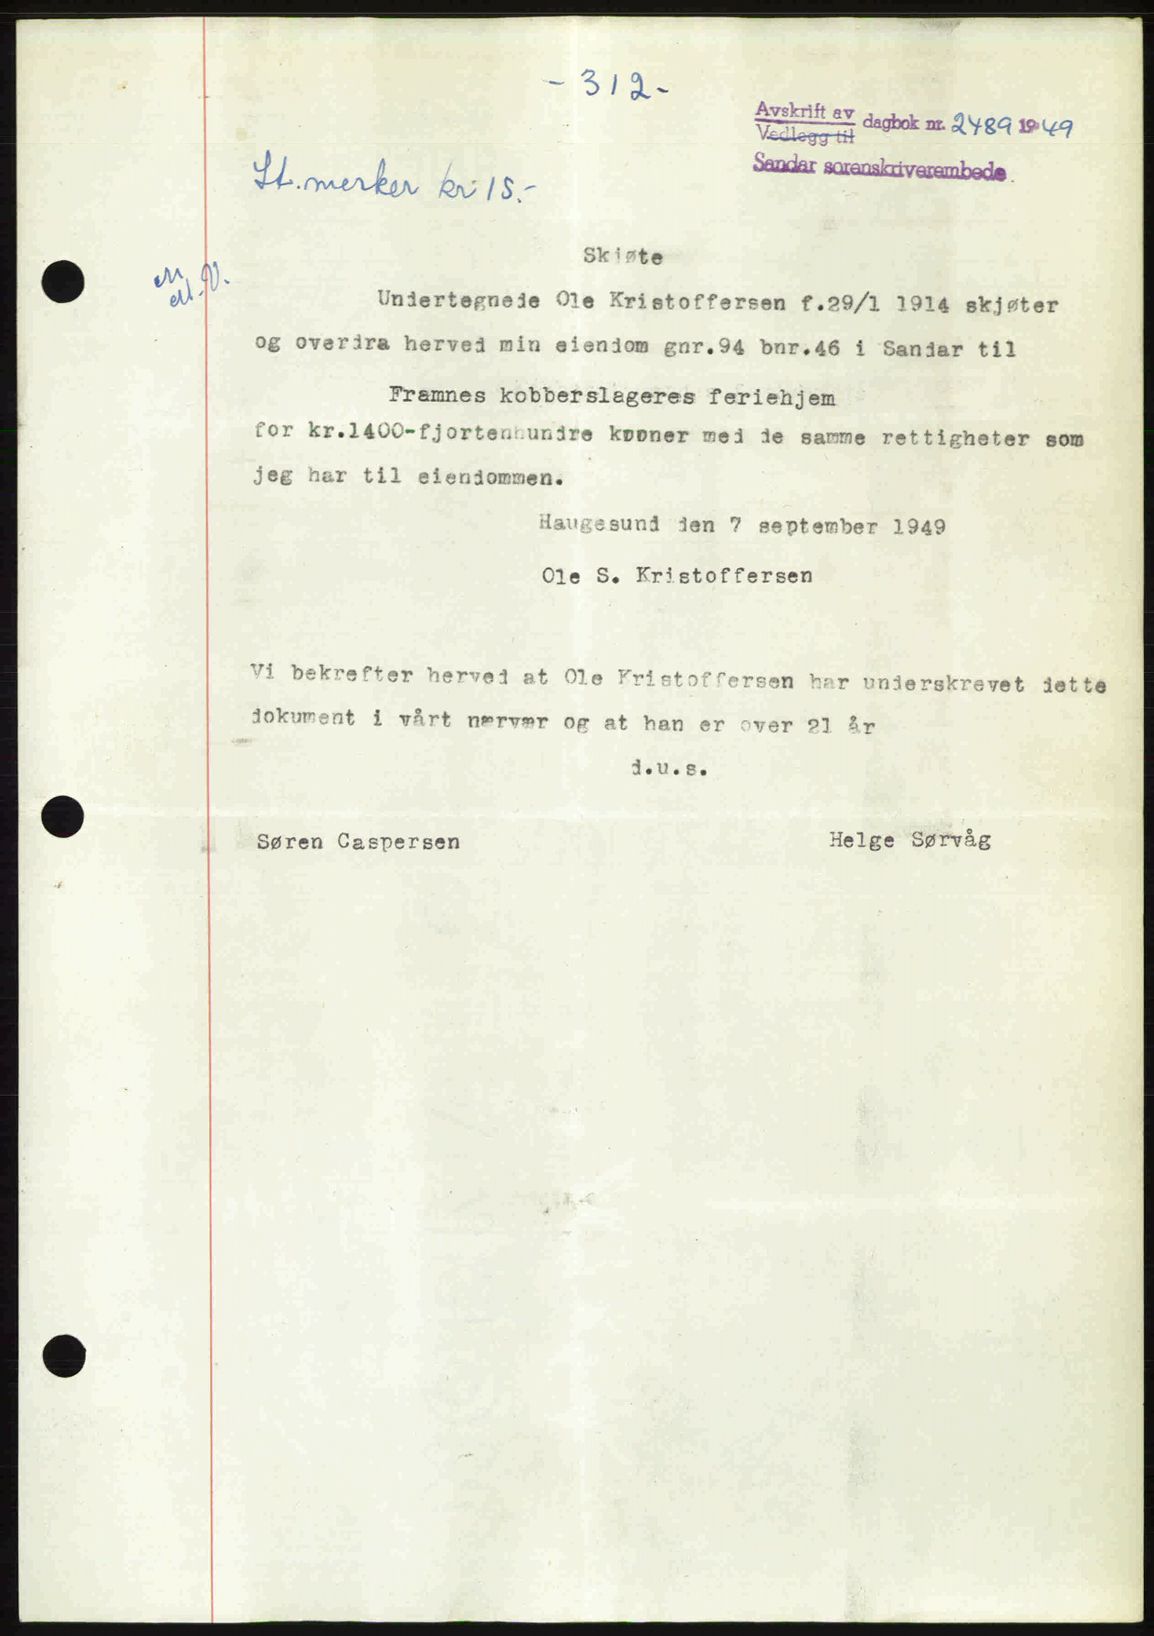 - 312-
Avskrift av
Vedlegg til
dagbok nr. 2489 1949
Sandar sorenskriverembede.
St. merker kr 15.-
Skjøte
Undertegnede Ole Kristoffersen f.29/1 1914 skjøter
og overdra herved min eiendom gnr.94 bnr.46 i Sandar til
Framnes kobberslageres feriehjem
for kr.1400-fjortenhundre kroner med de samme rettigheter som
jeg har til eiendommen.
Haugesund den 7 september 1949
Ole S. Kristoffersen
Vi bekrefter herved at Ole Kristoffersen har underskrevet dette
dokument i vårt nærvær og at han er over 21 år
d.u.s.
Søren Caspersen Helge Sørvåg